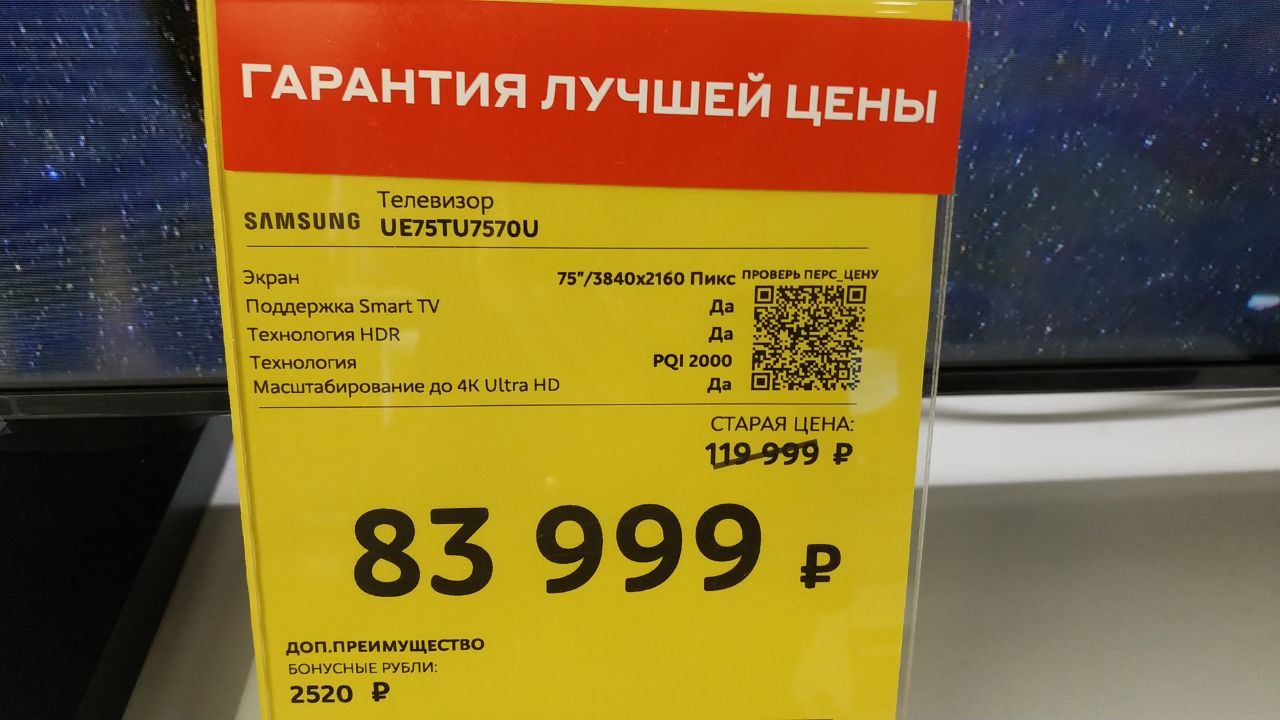 ГАРАНТИЯ ЛУЧШЕЙ ЦЕНЫ
SAMSUNG
Телевизор
UE75TU7570U
Экран 75"/3840x2160 Пикс
Поддержка Smart TV Да
Технология HDR Да
Технология PQI 2000
Масштабирование до 4K Ultra HD Да
ПРОВЕРЬ ПЕРС_ЦЕНУ
СТАРАЯ ЦЕНА:
119 999 ₽
83 999 ₽
ДОП.ПРЕИМУЩЕСТВО
БОНУСНЫЕ РУБЛИ:
2520 ₽